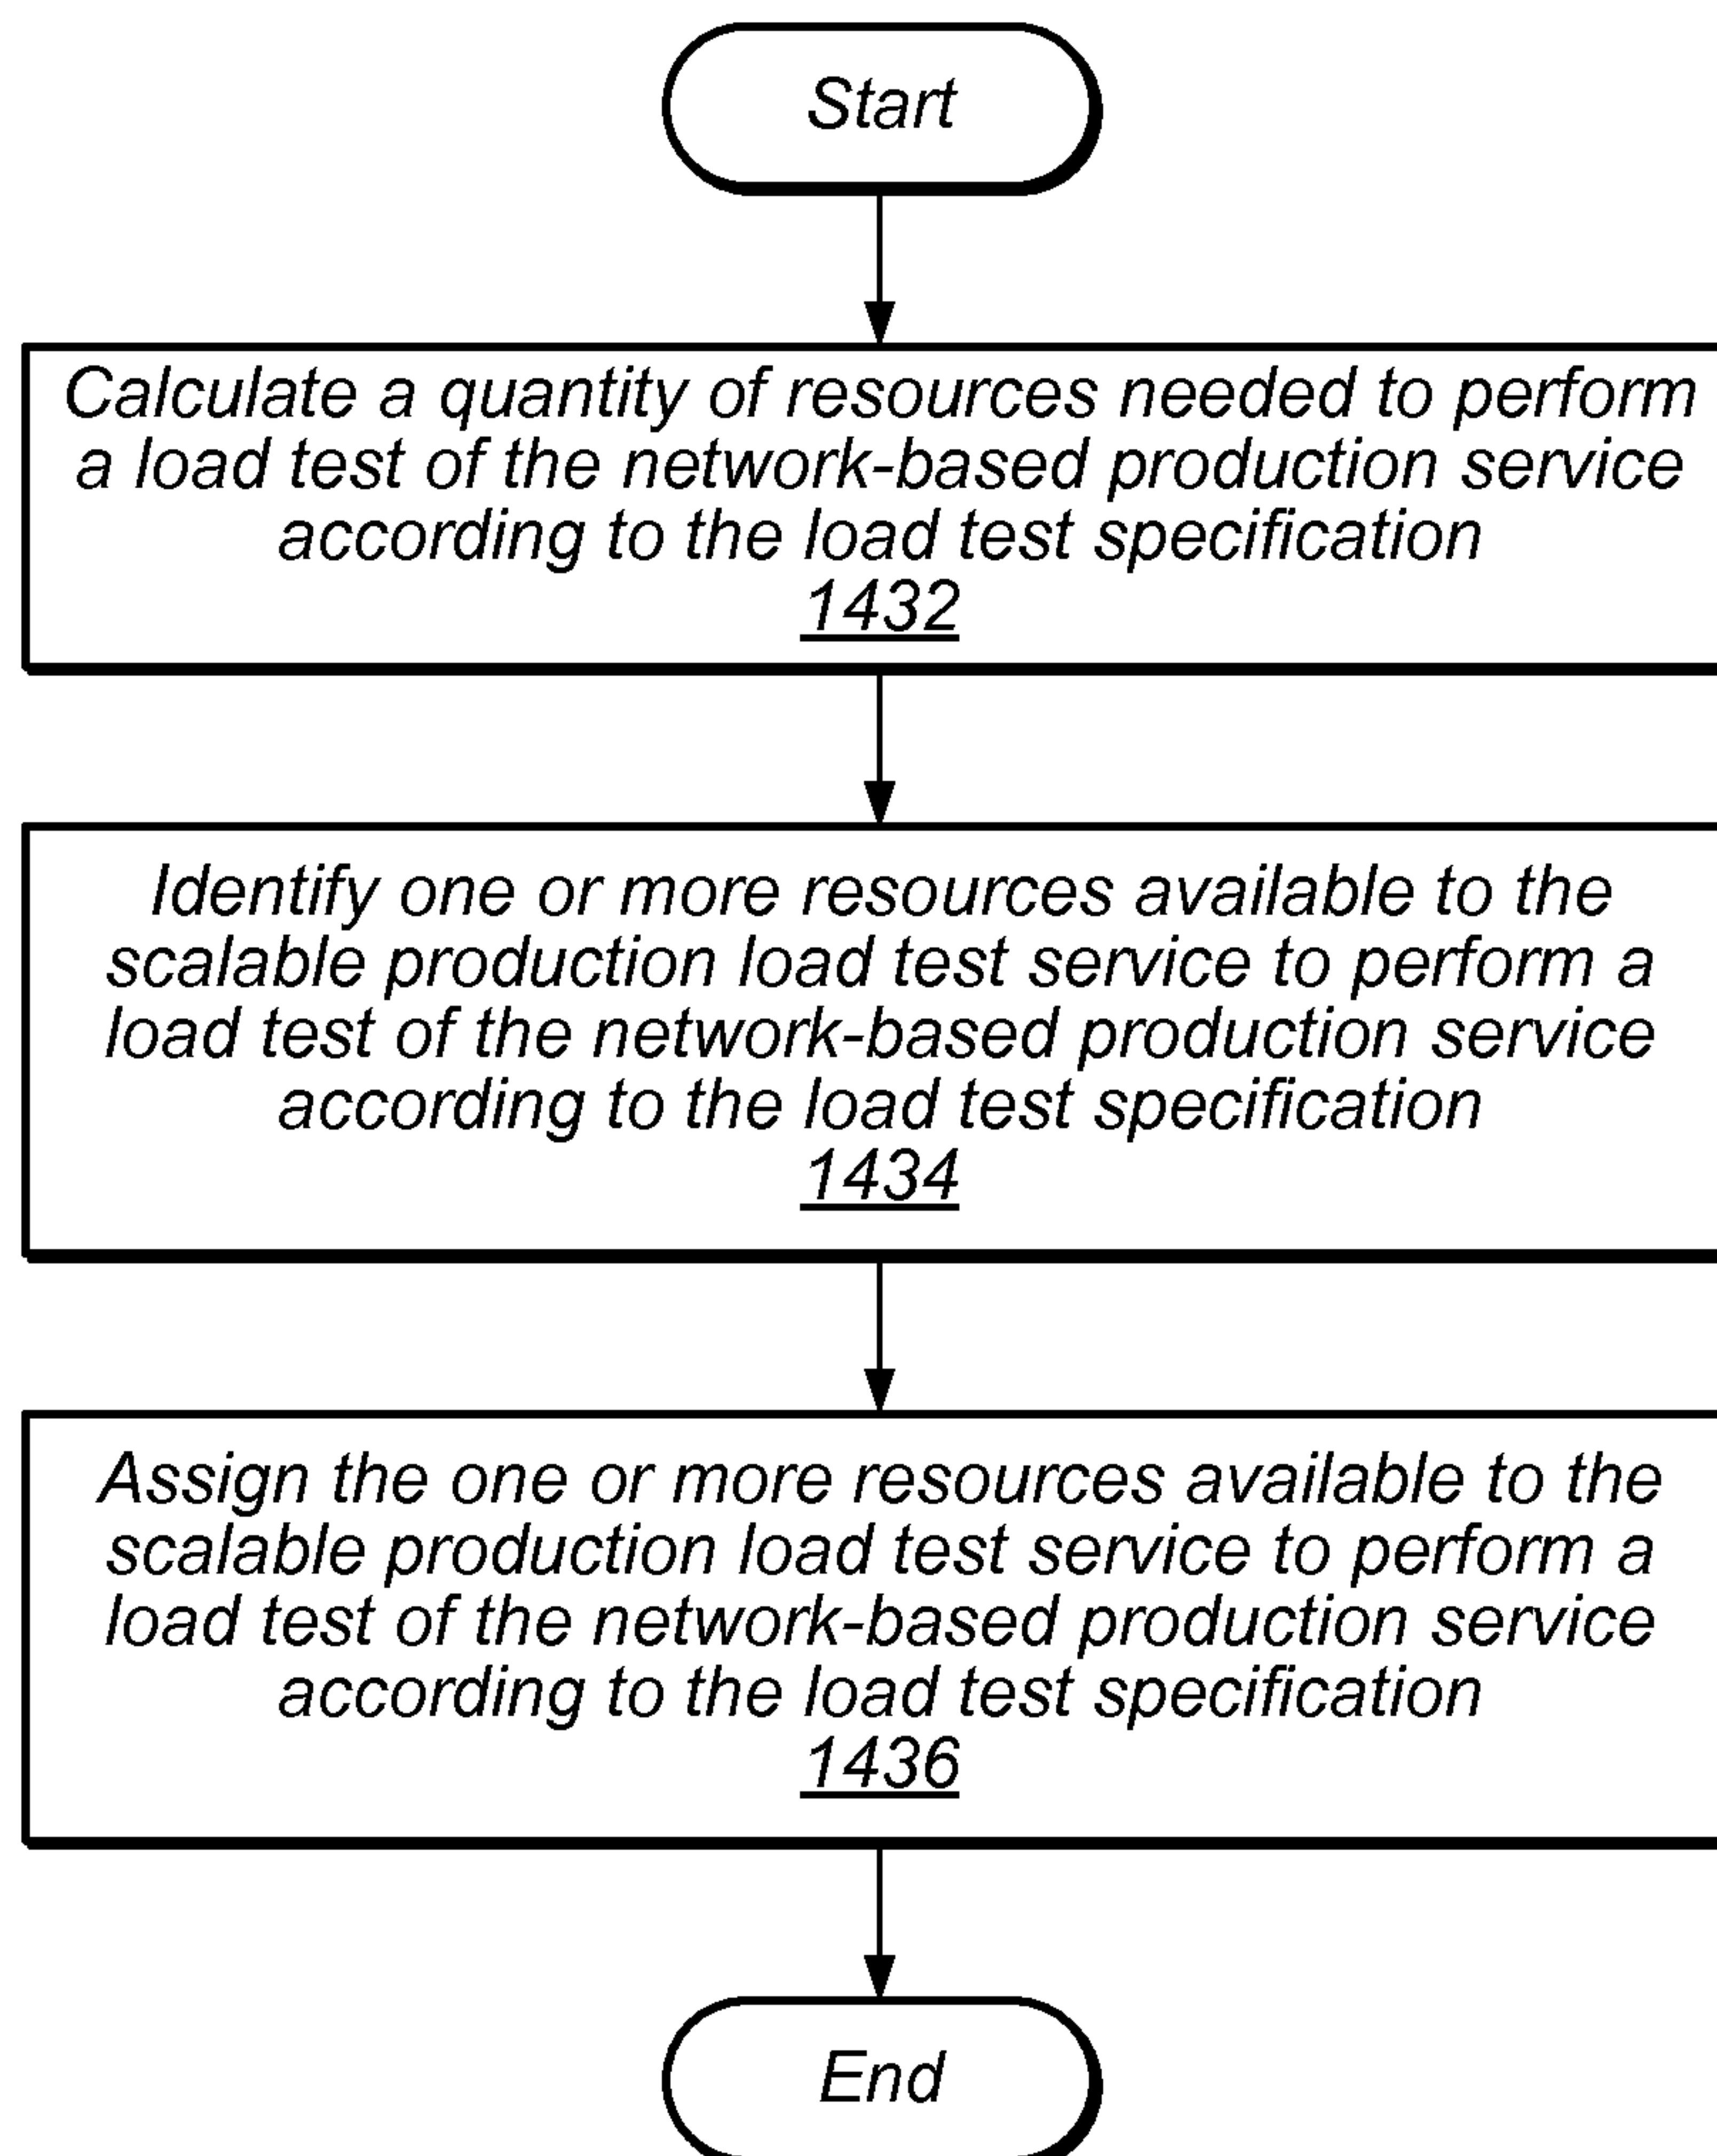 Start
Calculate a quantity of resources needed to perform
a load test of the network-based production service
according to the load test specification
1432
Identify one or more resources available to the
scalable production load test service to perform a
load test of the network-based production service
according to the load test specification
1434
Assign the one or more resources available to the
scalable production load test service to perform a
load test of the network-based production service
according to the load test specification
1436
End